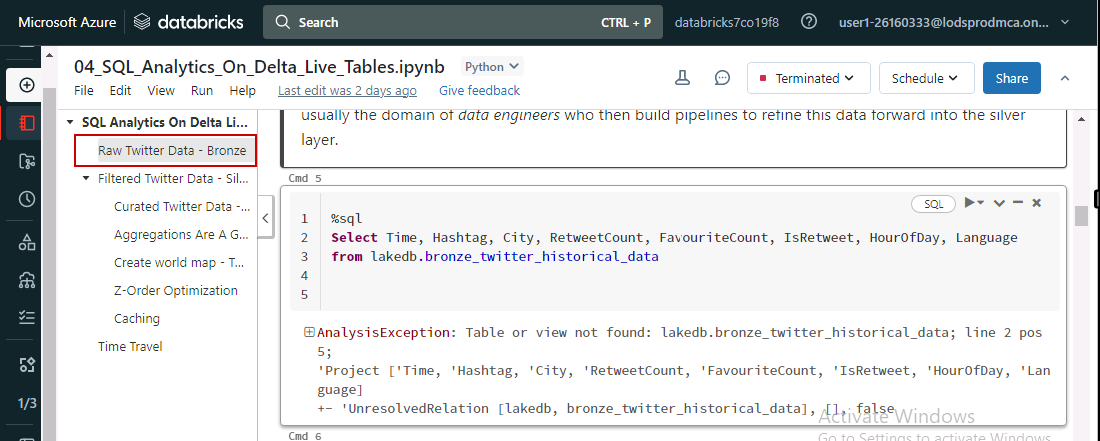 Microsoft Azure databricks Search CTRL + P databricks7co19f8 user1-26160333@lodsprodmca.on...
04_SQL_Analytics_On_Delta_Live_Tables.ipynb Python
File Edit View Run Help Last edit was 2 days ago Give feedback
Terminated Schedule Share
SQL Analytics On Delta Li...
Raw Twitter Data - Bronze
Filtered Twitter Data - Sil...
Curated Twitter Data -...
Aggregations Are A G...
Create world map - T...
Z-Order Optimization
Caching
Time Travel
1/3
usually the domain of data engineers who then build pipelines to refine this data forward into the silver
layer.
Cmd 5
SQL
1 %sql
2 Select Time, Hashtag, City, RetweetCount, FavouriteCount, IsRetweet, HourOfDay, Language
3 from lakedb.bronze_twitter_historical_data
4
5
AnalysisException: Table or view not found: lakedb.bronze_twitter_historical_data; line 2 pos
5;
'Project ['Time, 'Hashtag, 'City, 'RetweetCount, 'FavouriteCount, 'IsRetweet, 'HourOfDay, 'Lan
guage]
+- 'UnresolvedRelation [lakedb, bronze_twitter_historical_data], [], false
Activate Windows
Go to Settings to activate Windows
Cmd 6